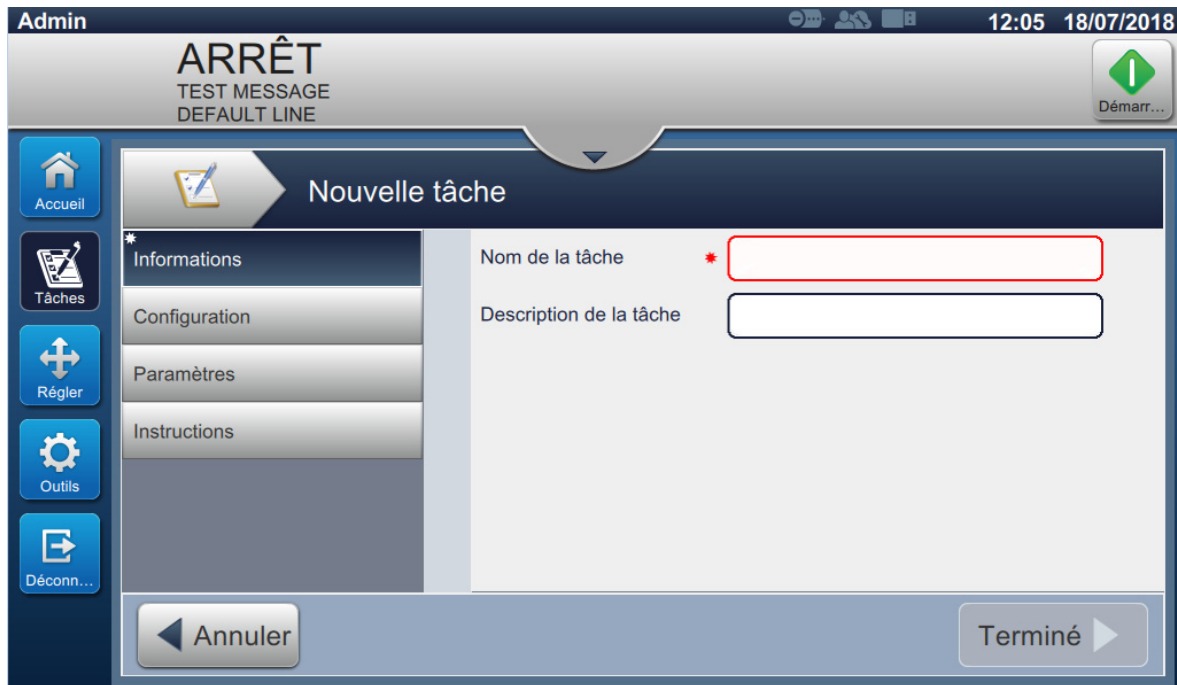 Admin
12:05 18/07/2018
ARRÊT
TEST MESSAGE
DEFAULT LINE
Démarr...
Accueil
Tâches
Régler
Outils
Déconn...
Nouvelle tâche
Informations
Configuration
Paramètres
Instructions
Nom de la tâche
Description de la tâche
Annuler
Terminé